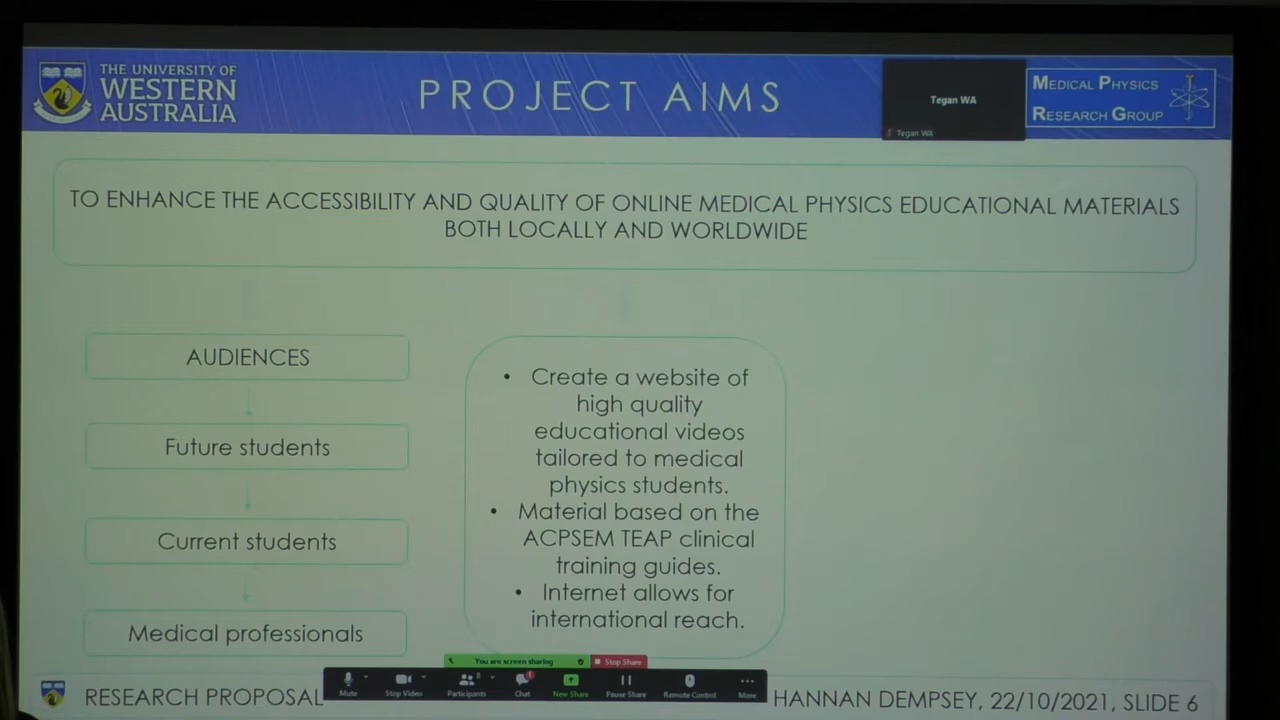 THE UNIVERSITY OF
WESTERN
AUSTRALIA
PROJECT AIMS
Tegan WA
Tegan WA
MEDICAL PHYSICS
RESEARCH GROUP
TO ENHANCE THE ACCESSIBILITY AND QUALITY OF ONLINE MEDICAL PHYSICS EDUCATIONAL MATERIALS
BOTH LOCALLY AND WORLDWIDE
AUDIENCES
Future students
Current students
Medical professionals
• Create a website of
high quality
educational videos
tailored to medical
physics students.
• Material based on the
ACPSEM TEAP clinical
training guides.
• Internet allows for
international reach.
You are screen sharing
Stop Share
Mute
Stop Video
Participants
8
Chat
1
New Share
Pause Share
Remote Control
More
RESEARCH PROPOSAL
HANNAN DEMPSEY, 22/10/2021, SLIDE 6